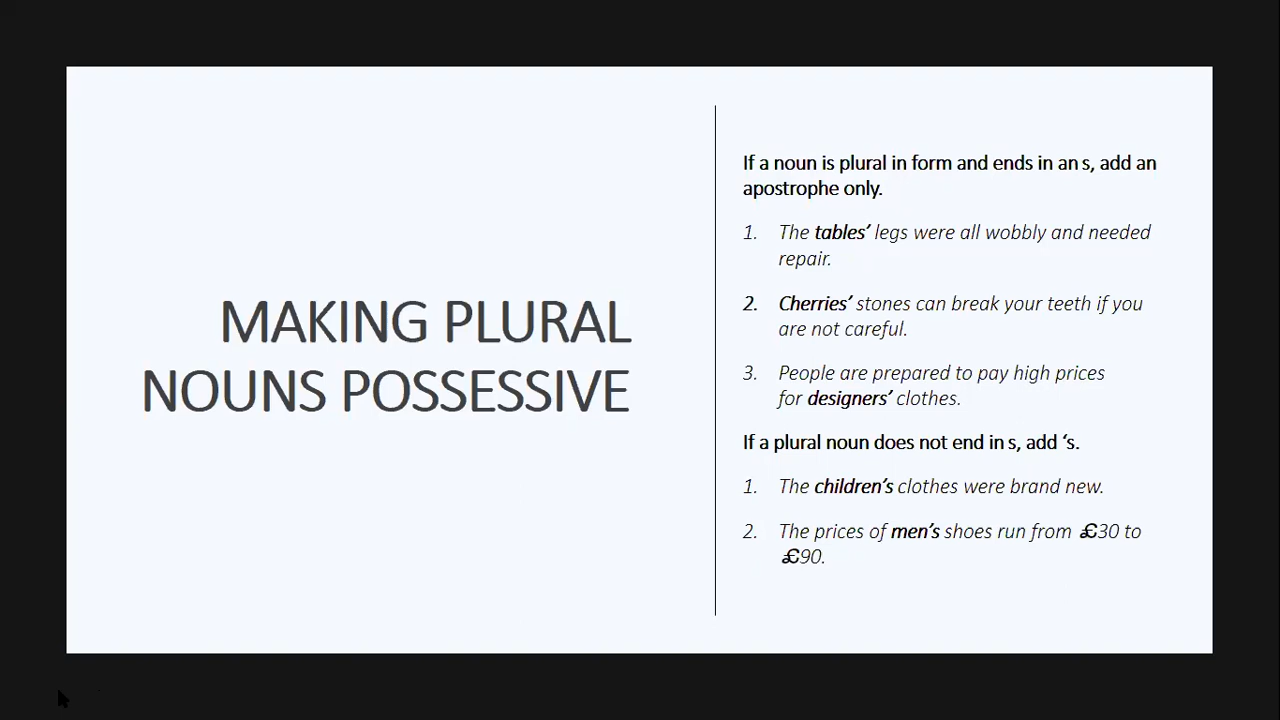 MAKING PLURAL
NOUNS POSSESSIVE
If a noun is plural in form and ends in an s, add an
apostrophe only.
1. The tables’ legs were all wobbly and needed
repair.
2. Cherries’ stones can break your teeth if you
are not careful.
3. People are prepared to pay high prices
for designers’ clothes.
If a plural noun does not end in s, add ‘s.
1. The children’s clothes were brand new.
2. The prices of men’s shoes run from £30 to
£90.